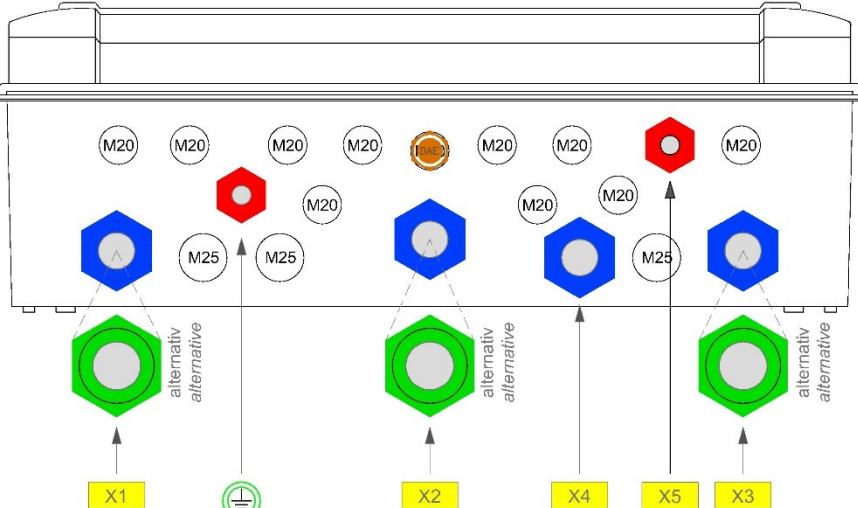 M20 M20 M20 M20 DAE M20 M20 M20
M20 M20 M20
M25 M25 M25
alternativ
alternative
alternativ
alternative
alternativ
alternative
X1 X2 X4 X5 X3